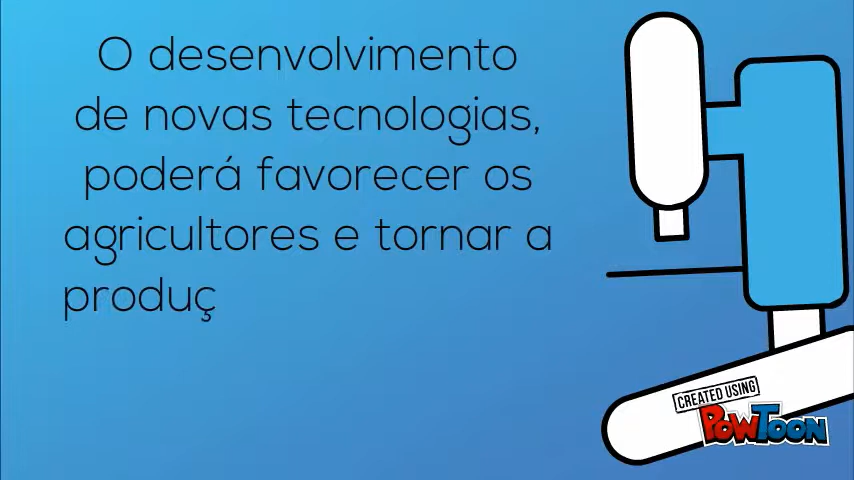 O desenvolvimento
de novas tecnologias,
poderá favorecer os
agricultores e tornar a
produç
CREATED USING
POWTOON